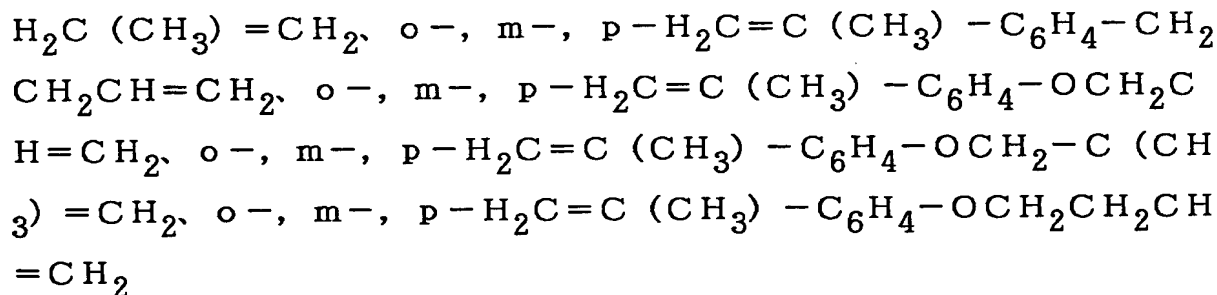 H₂C (CH₃) =CH₂、o－, m－, p－H₂C=C (CH₃) －C₆H₄－CH₂
CH₂CH=CH₂、o－, m－, p－H₂C=C (CH₃) －C₆H₄－OCH₂C
H=CH₂、o－, m－, p－H₂C=C (CH₃) －C₆H₄－OCH₂－C (CH
₃) =CH₂、o－, m－, p－H₂C=C (CH₃) －C₆H₄－OCH₂CH₂CH
=CH₂